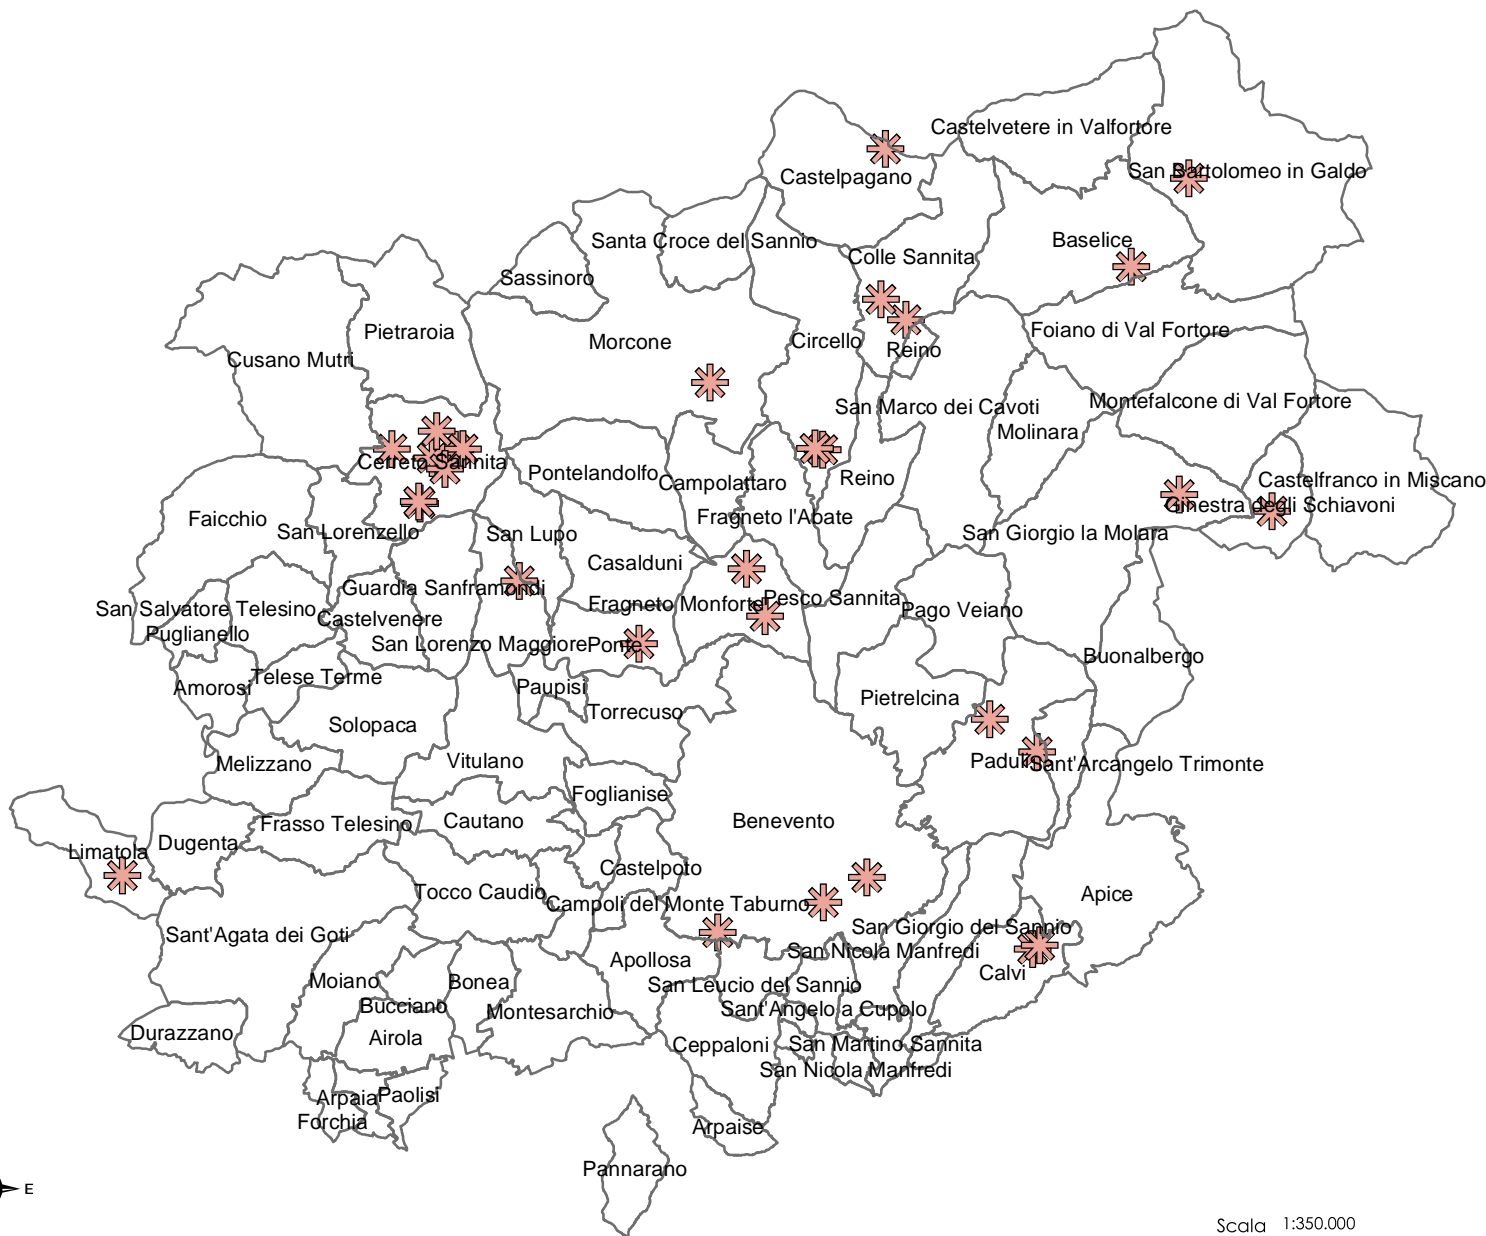 Castelvetere in Valfortore
San Bartolomeo in Galdo
Castelpagano
Baselice
Santa Croce del Sannio
Colle Sannita
Sassinoro
Pietraroia
Morcone
Circello
Foiano di Val Fortore
Reino
Cusano Mutri
Montefalcone di Val Fortore
San Marco dei Cavoti
Molinara
Cerreto Sannita
Pontelandolfo
Campolattaro
Reino
Castelfranco in Miscano
Ginestra degli Schiavoni
Faicchio
Fragneto l'Abate
San Lorenzello
San Lupo
San Giorgio la Molara
Casalduni
Guardia Sanframondi
Fragneto Monforte
Pesco Sannita
San Salvatore Telesino
Pago Veiano
Castelvenere
Puglianello
San Lorenzo Maggiore
Ponte
Buonalbergo
Telese Terme
Amorosi
Paupisi
Pietrelcina
Torrecuso
Solopaca
Vitulano
Melizzano
Paduli
Sant'Arcangelo Trimonte
Foglianise
Frasso Telesino
Cautano
Benevento
Dugenta
Limatola
Castelpoto
Tocco Caudio
Apice
Campoli del Monte Taburno
San Giorgio del Sannio
Sant'Agata dei Goti
San Nicola Manfredi
Apollosa
Calvi
Moiano
Bonea
San Leucio del Sannio
Bucciano
Montesarchio
Sant'Angelo a Cupolo
Durazzano
Airola
Ceppaloni
San Martino Sannita
San Nicola Manfredi
Arpaia
Paolisi
Forchia
Arpaise
Pannarano
E
Scala 1:350.000